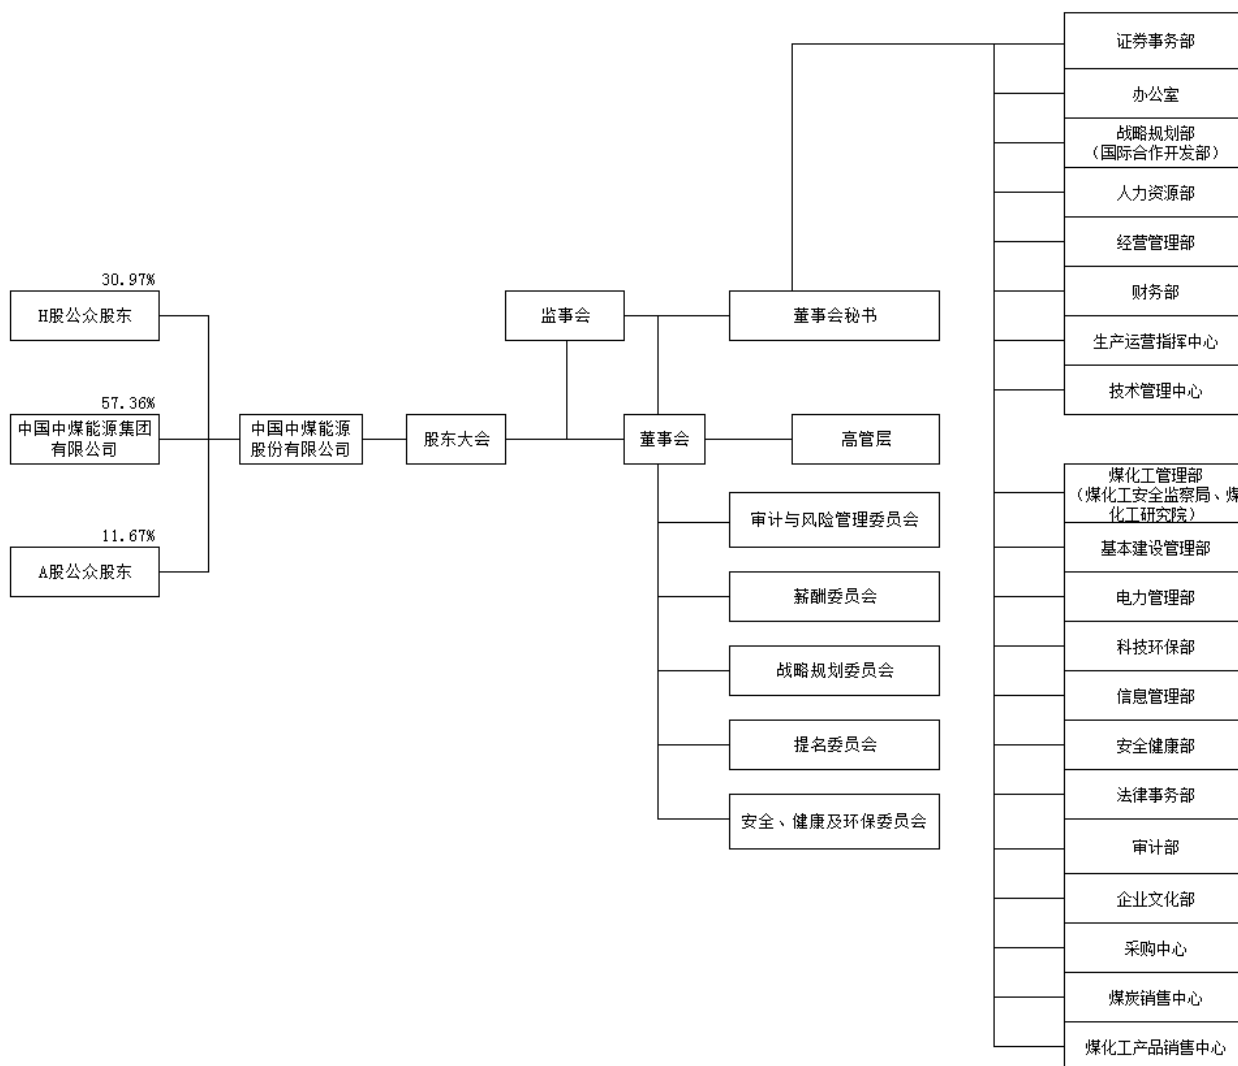 30.97%
H股公众股东
57.36%
中国中煤能源集团
有限公司
11.67%
A股公众股东
中国中煤能源
股份有限公司
股东大会
监事会
董事会
董事会秘书
高管层
审计与风险管理委员会
薪酬委员会
战略规划委员会
提名委员会
安全、健康及环保委员会
证券事务部
办公室
战略规划部
（国际合作开发部）
人力资源部
经营管理部
财务部
生产运营指挥中心
技术管理中心
煤化工管理部
（煤化工安全监察局、煤
化工研究院）
基本建设管理部
电力管理部
科技环保部
信息管理部
安全健康部
法律事务部
审计部
企业文化部
采购中心
煤炭销售中心
煤化工产品销售中心